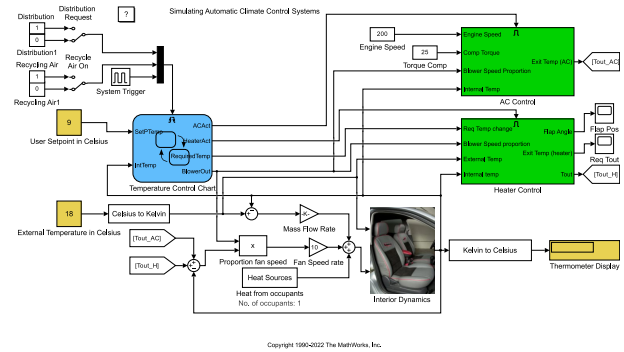 Simulating Automatic Climate Control Systems
Distribution
Distribution
Request
?
1
0
Distribution1
Recycling Air
Recycle
Air On
1
0
Recycling Air1
System Trigger
200
Engine Speed
25
Torque Comp
Engine Speed
Comp Torque
Blower Speed Proportion
Internal Temp
Exit Temp (AC)
AC Control
[Tout_AC]
9
User Setpoint in Celsius
SetPTemp
IntTemp
ACAct
HeaterAct
RequiredTemp
BlowerOut
Temperature Control Chart
Req Temp change
Blower Speed proportion
External Temp
Internal temp
Flap Angle
Exit Temp (heater)
Tout
Heater Control
Flap Pos
Req Tout
[Tout_H]
18
External Temperature in Celsius
Celsius to Kelvin
-K-
Mass Flow Rate
[Tout_AC]
[Tout_H]
x
Proportion fan speed
10
Fan Speed rate
Heat Sources
Heat from occupants
No. of occupants: 1
Interior Dynamics
Kelvin to Celsius
Thermometer Display
Copyright 1990-2022 The MathWorks, Inc.